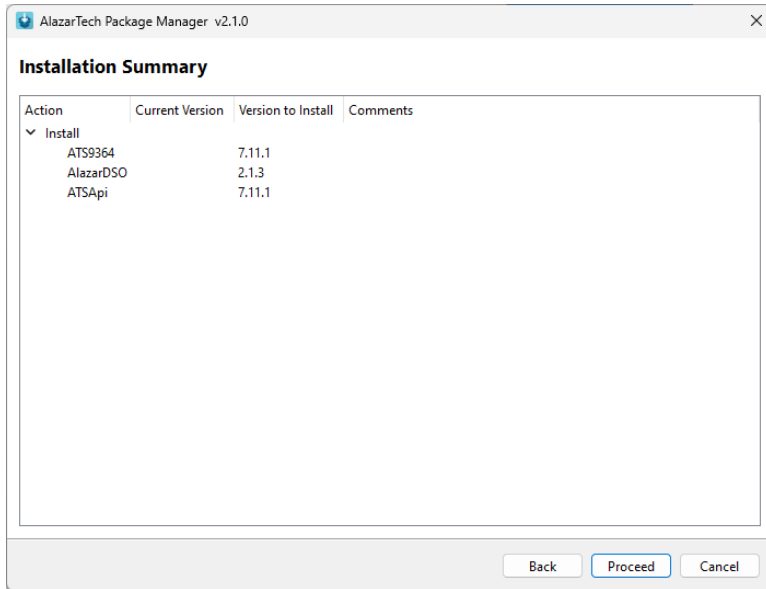 AlazarTech Package Manager v2.1.0
Installation Summary
Action Current Version Version to Install Comments
Install
ATS9364 7.11.1
AlazarDSO 2.1.3
ATSApi 7.11.1
Back Proceed Cancel